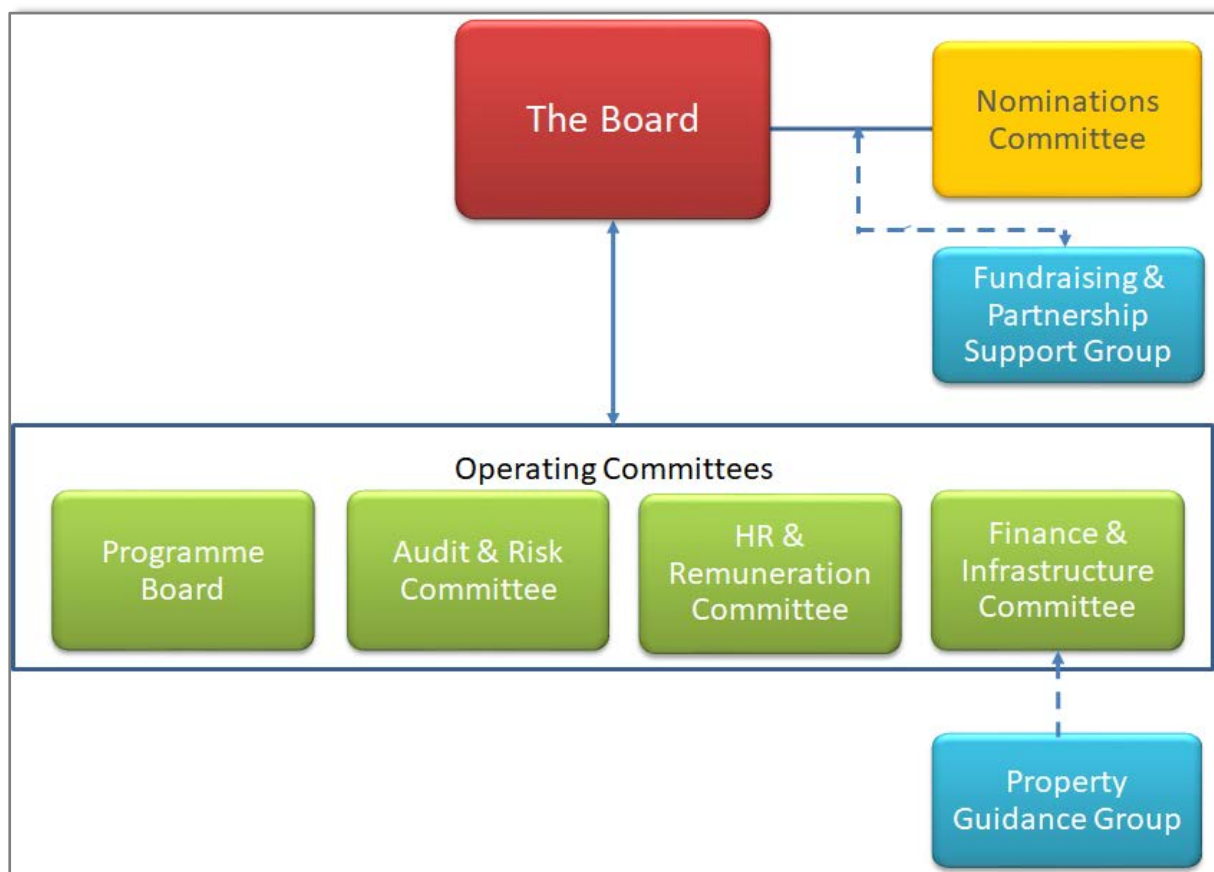 The Board
Nominations
Committee
Fundraising &
Partnership
Support Group
Operating Committees
Programme
Board
Audit & Risk
Committee
HR &
Remuneration
Committee
Finance &
Infrastructure
Committee
Property
Guidance Group